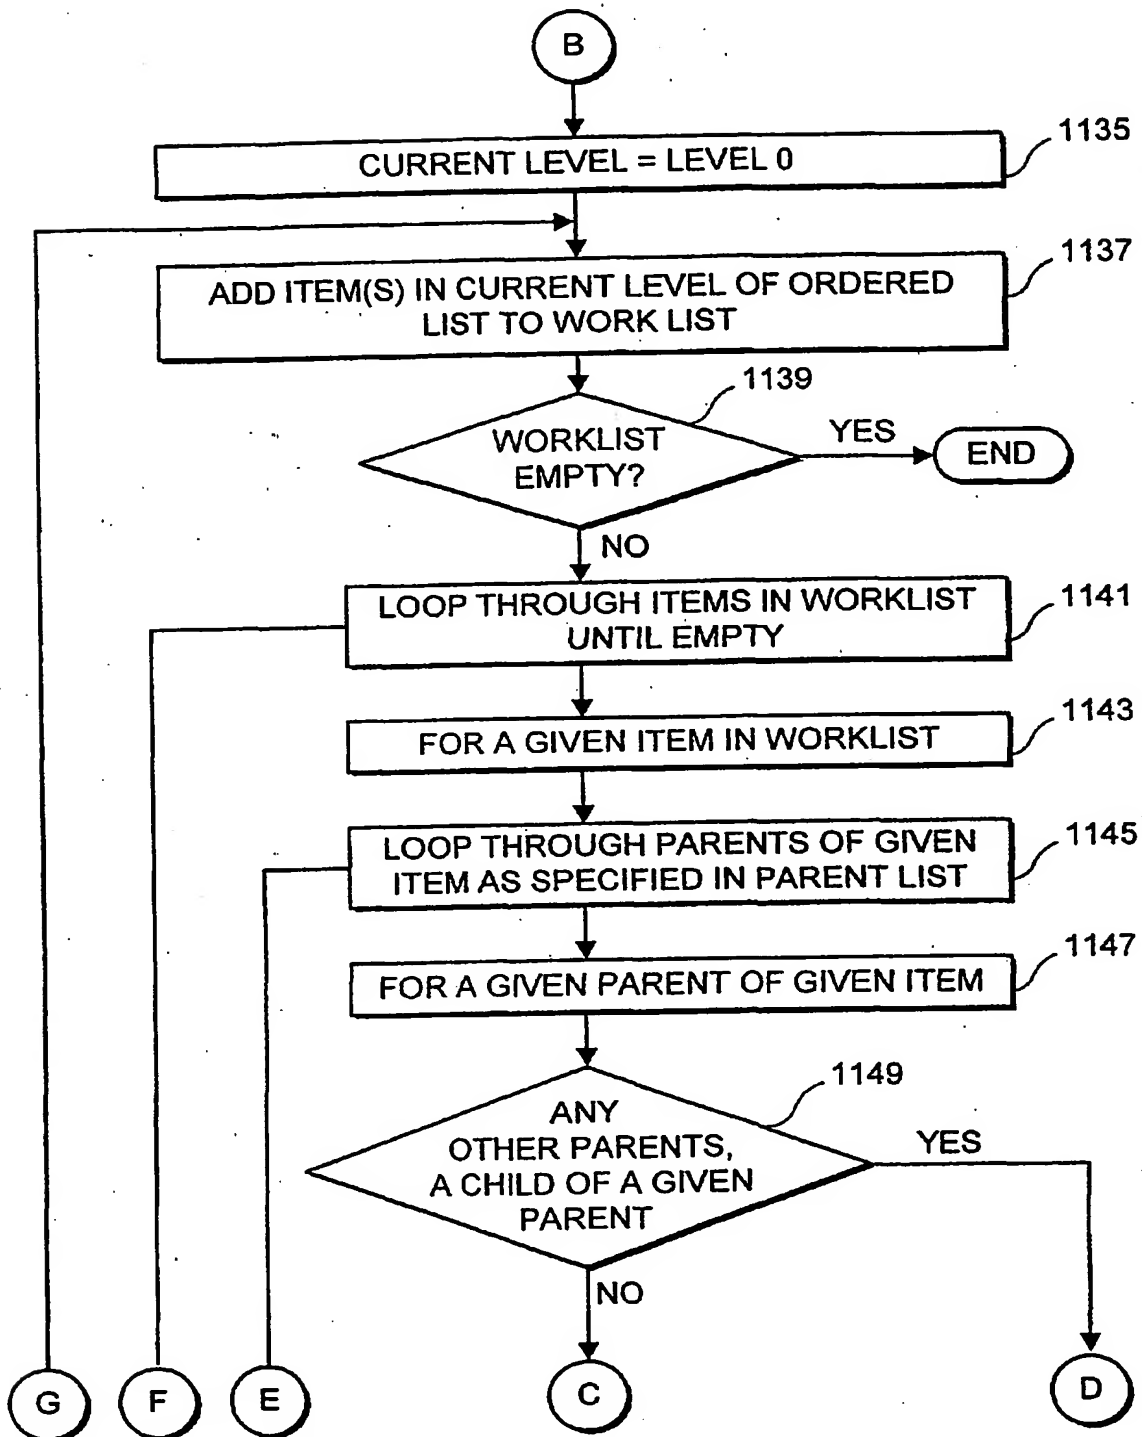 B
CURRENT LEVEL = LEVEL 0
1135
1137
ADD ITEM(S) IN CURRENT LEVEL OF ORDERED
LIST TO WORK LIST
1139
WORKLIST
EMPTY?
YES
END
NO
LOOP THROUGH ITEMS IN WORKLIST
UNTIL EMPTY
1141
1143
FOR A GIVEN ITEM IN WORKLIST
LOOP THROUGH PARENTS OF GIVEN
ITEM AS SPECIFIED IN PARENT LIST
1145
1147
FOR A GIVEN PARENT OF GIVEN ITEM
1149
ANY
OTHER PARENTS,
A CHILD OF A GIVEN
PARENT
YES
NO
G
F
E
C
D